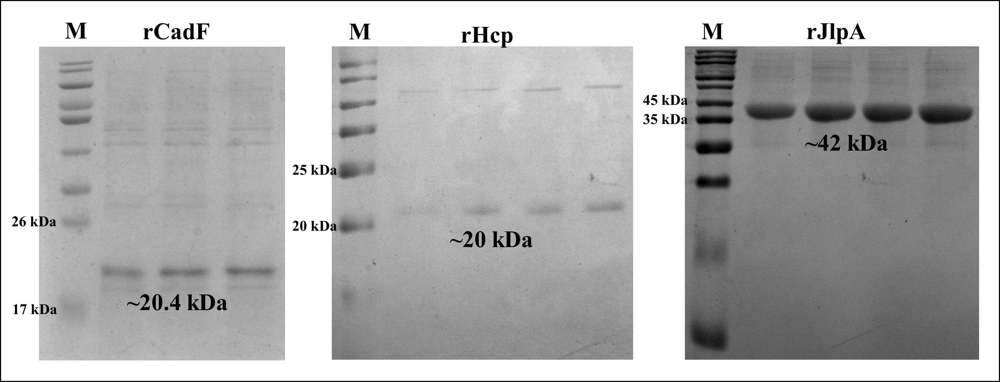 M rCadF
26 kDa
17 kDa
~20.4 kDa
M rHcp
25 kDa
20 kDa
~20 kDa
M rJlpA
45 kDa
35 kDa
~42 kDa